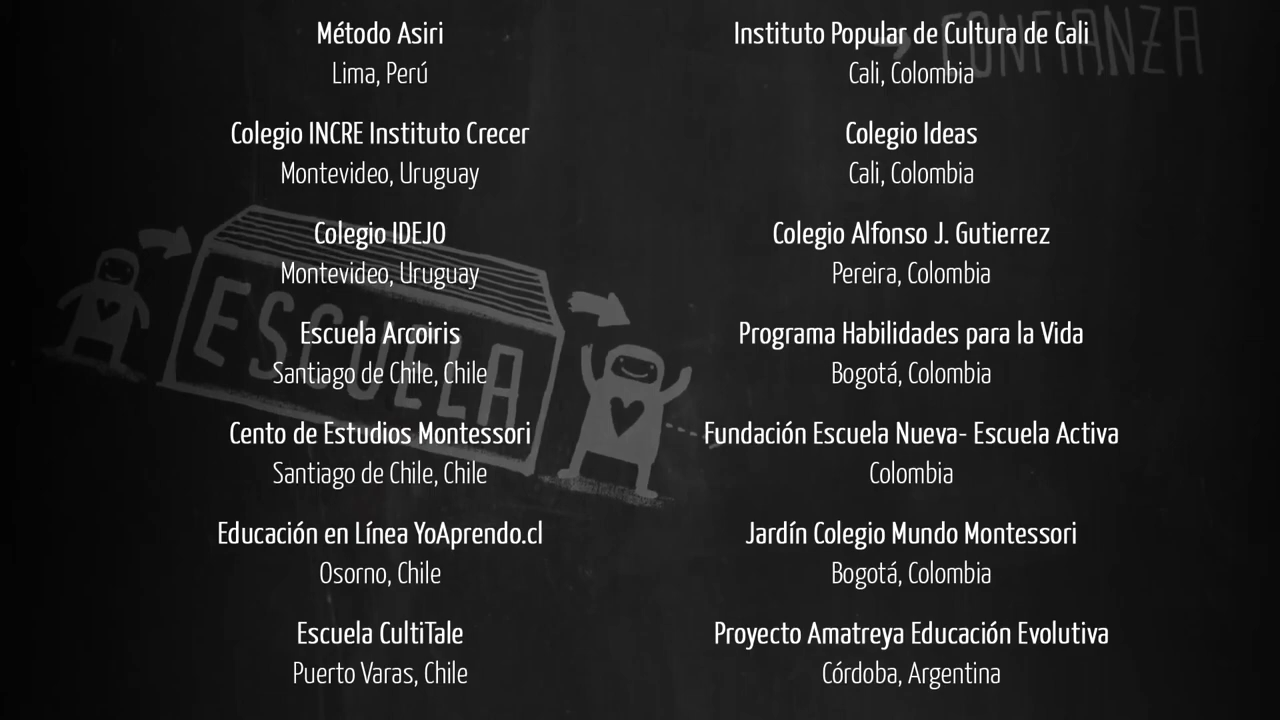 Método Asiri
Lima, Perú
Colegio INCRE Instituto Crecer
Montevideo, Uruguay
Colegio IDEJO
Montevideo, Uruguay
Escuela Arcoiris
Santiago de Chile, Chile
Cento de Estudios Montessori
Santiago de Chile, Chile
Educación en Línea YoAprendo.cl
Osorno, Chile
Escuela CultiTale
Puerto Varas, Chile
Instituto Popular de Cultura de Cali
Cali, Colombia
Colegio Ideas
Cali, Colombia
Colegio Alfonso J. Gutierrez
Pereira, Colombia
Programa Habilidades para la Vida
Bogotá, Colombia
Fundación Escuela Nueva- Escuela Activa
Colombia
Jardín Colegio Mundo Montessori
Bogotá, Colombia
Proyecto Amatreya Educación Evolutiva
Córdoba, Argentina
CONFIANZA
ESCUELA